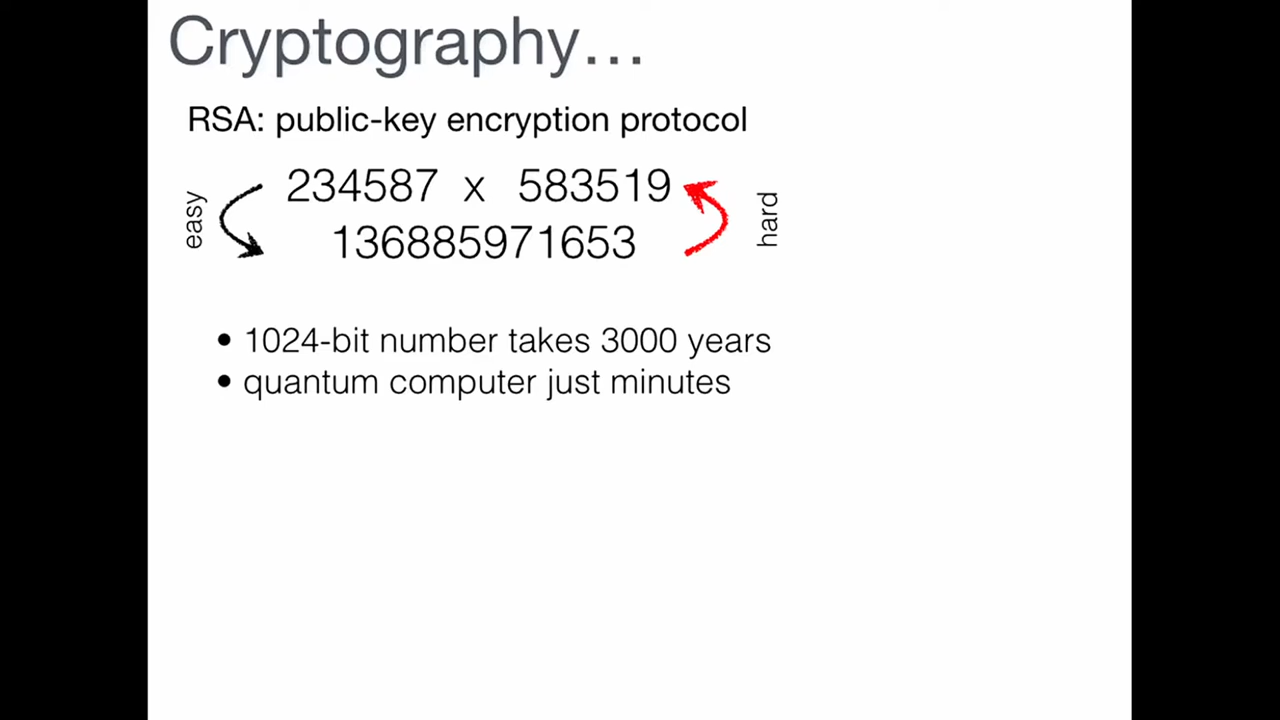 Cryptography...
RSA: public-key encryption protocol
easy
234587 x 583519
136885971653
hard
• 1024-bit number takes 3000 years
• quantum computer just minutes